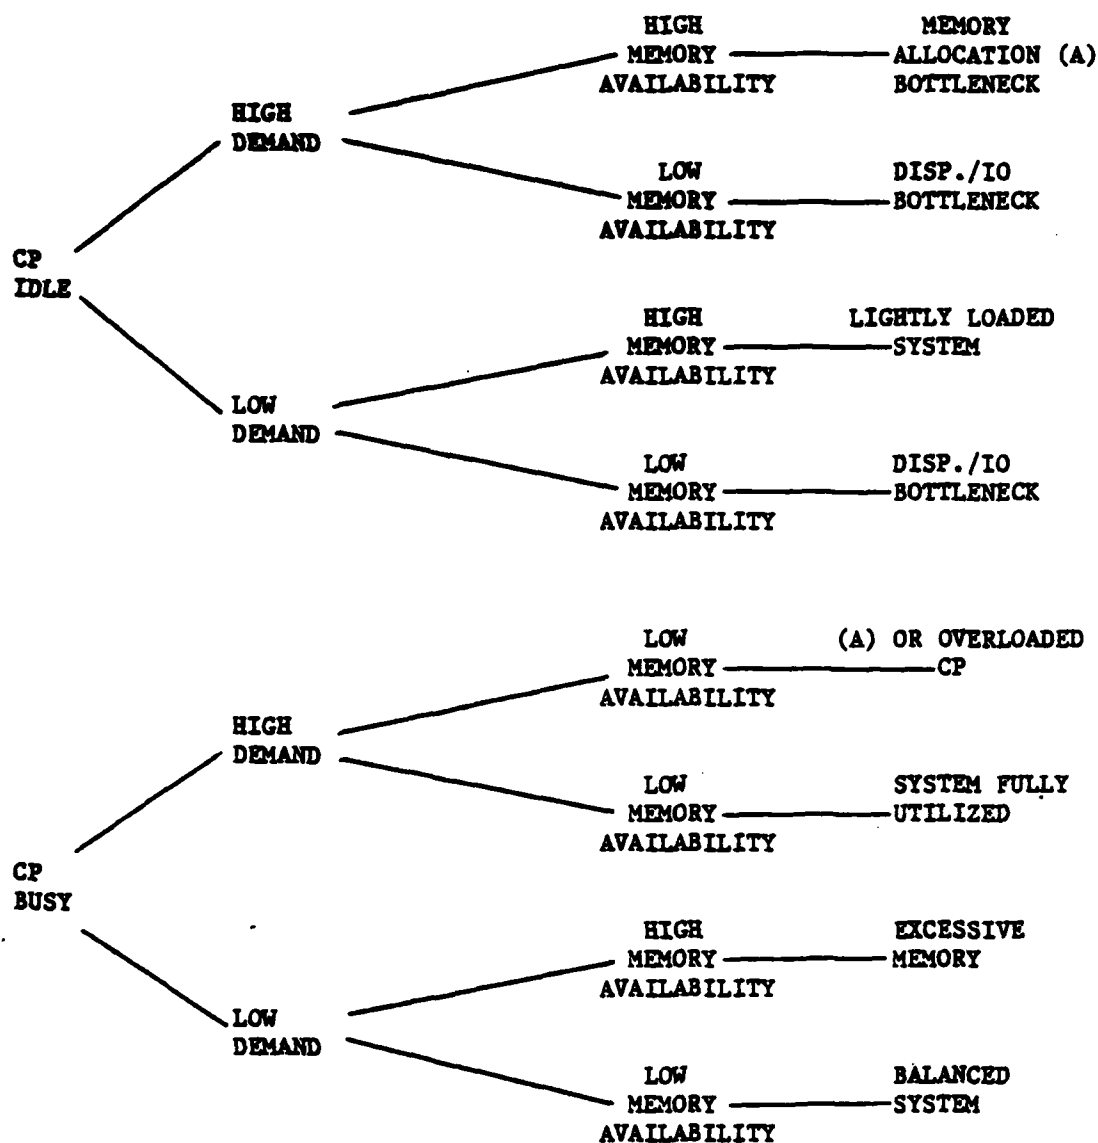 HIGH MEMORY
MEMORY ALLOCATION (A)
AVAILABILITY BOTTLENECK
HIGH
DEMAND
LOW DISP./IO
MEMORY BOTTLENECK
AVAILABILITY
CP
IDLE
HIGH LIGHTLY LOADED
MEMORY SYSTEM
AVAILABILITY
LOW
DEMAND
LOW DISP./IO
MEMORY BOTTLENECK
AVAILABILITY
LOW (A) OR OVERLOADED
MEMORY CP
AVAILABILITY
HIGH
DEMAND
LOW SYSTEM FULLY
MEMORY UTILIZED
AVAILABILITY
CP
BUSY
HIGH EXCESSIVE
MEMORY MEMORY
AVAILABILITY
LOW
DEMAND
LOW BALANCED
MEMORY SYSTEM
AVAILABILITY